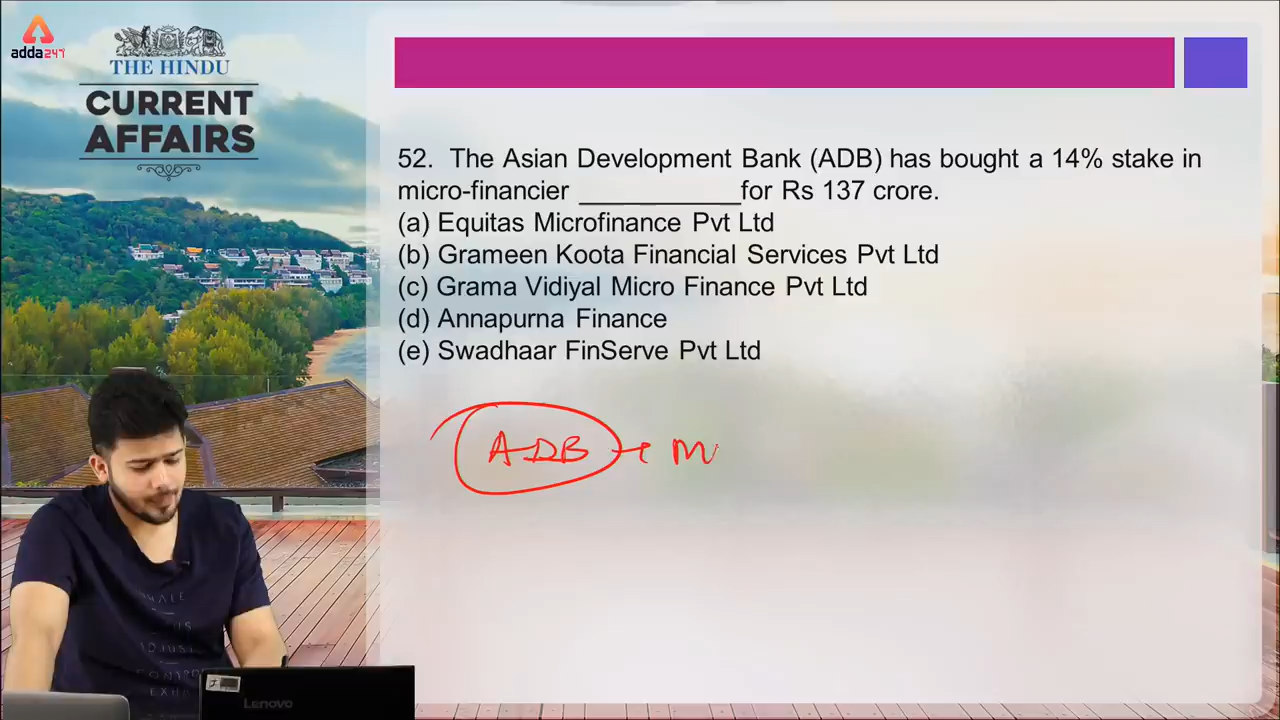 adda247
THE HINDU
CURRENT
AFFAIRS
52. The Asian Development Bank (ADB) has bought a 14% stake in
micro-financier ___________for Rs 137 crore.
(a) Equitas Microfinance Pvt Ltd
(b) Grameen Koota Financial Services Pvt Ltd
(c) Grama Vidiyal Micro Finance Pvt Ltd
(d) Annapurna Finance
(e) Swadhaar FinServe Pvt Ltd
ADB
M
ADJUST
Lenovo